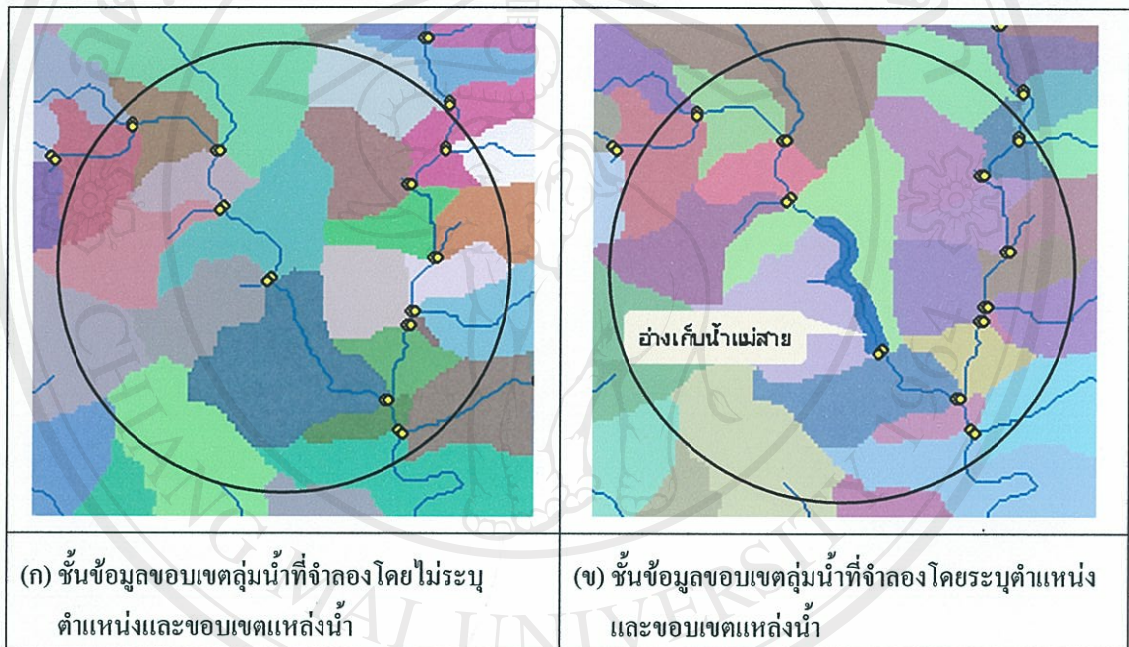 อ่างเก็บน้ำแม่สาย
(ก) ชั้นข้อมูลขอบเขตลุ่มน้ำที่จำลองโดยไม่ระบุ
ตำแหน่งและขอบเขตแหล่งน้ำ
(ข) ชั้นข้อมูลขอบเขตลุ่มน้ำที่จำลองโดยระบุตำแหน่ง
และขอบเขตแหล่งน้ำ
CHIANG MAI UNIVERSIT